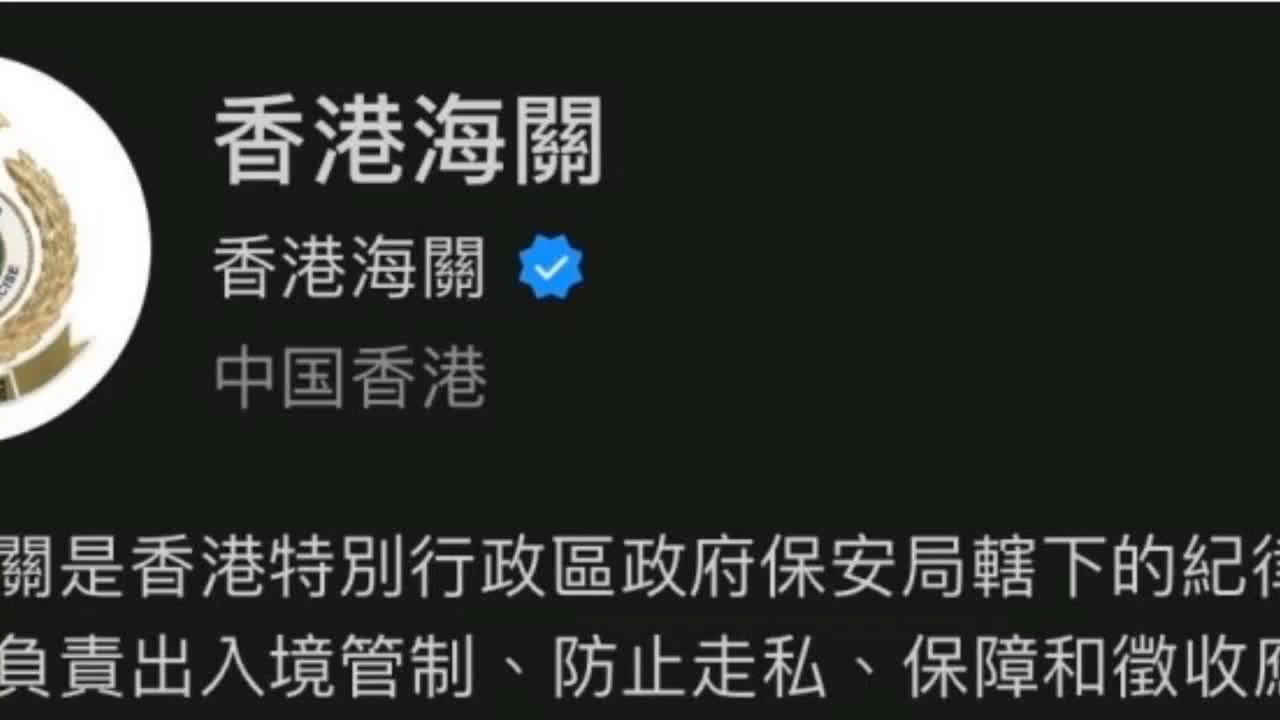 香港海關
香港海關
中国香港
關是香港特別行政區政府保安局轄下的紀
負責出入境管制、防止走私、保障和徵收